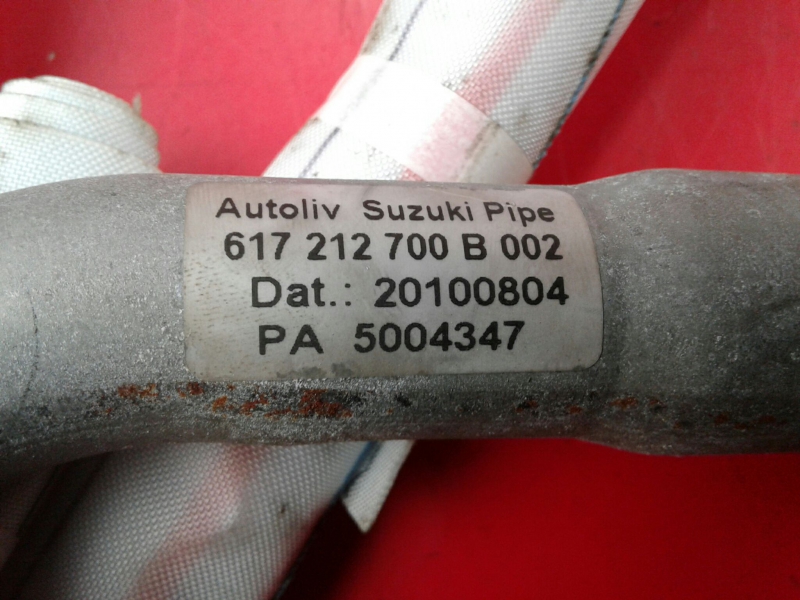 Autoliv Suzuki Pipe
617 212 700 B 002
Dat.: 20100804
PA 5004347